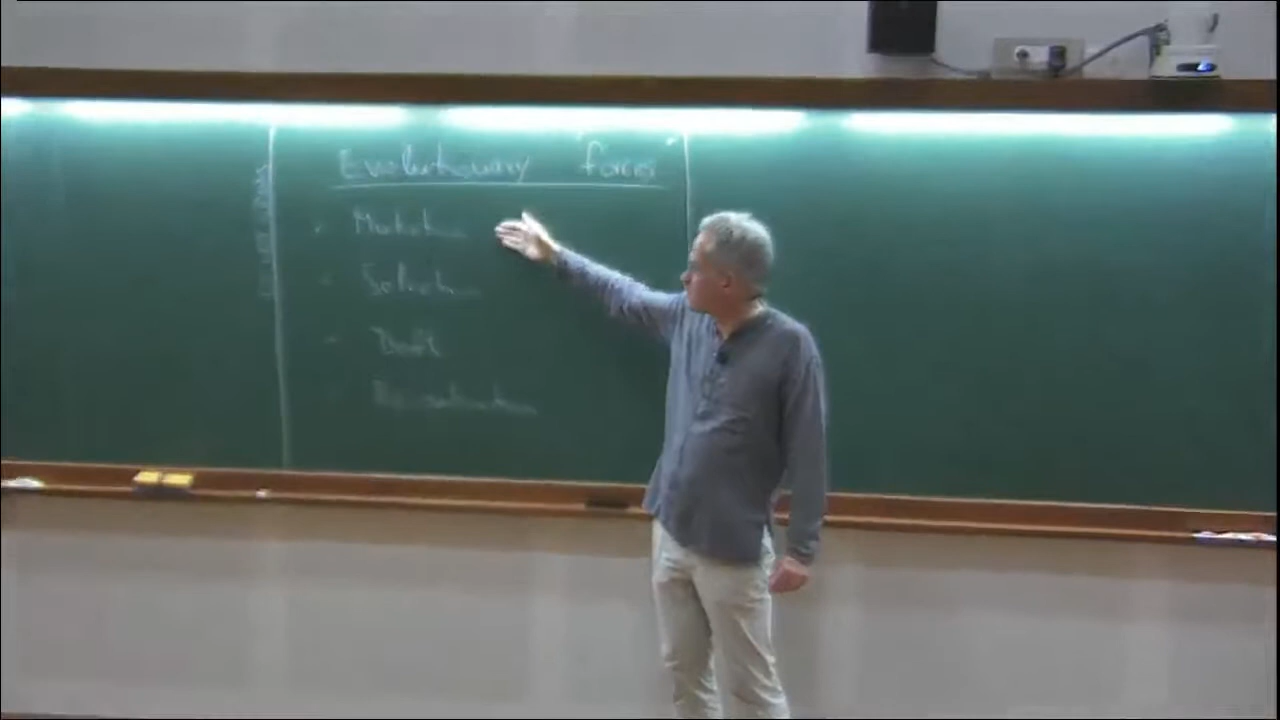 Evolutionary forces
- Mutation
- Selection
- Drift
- Recombination